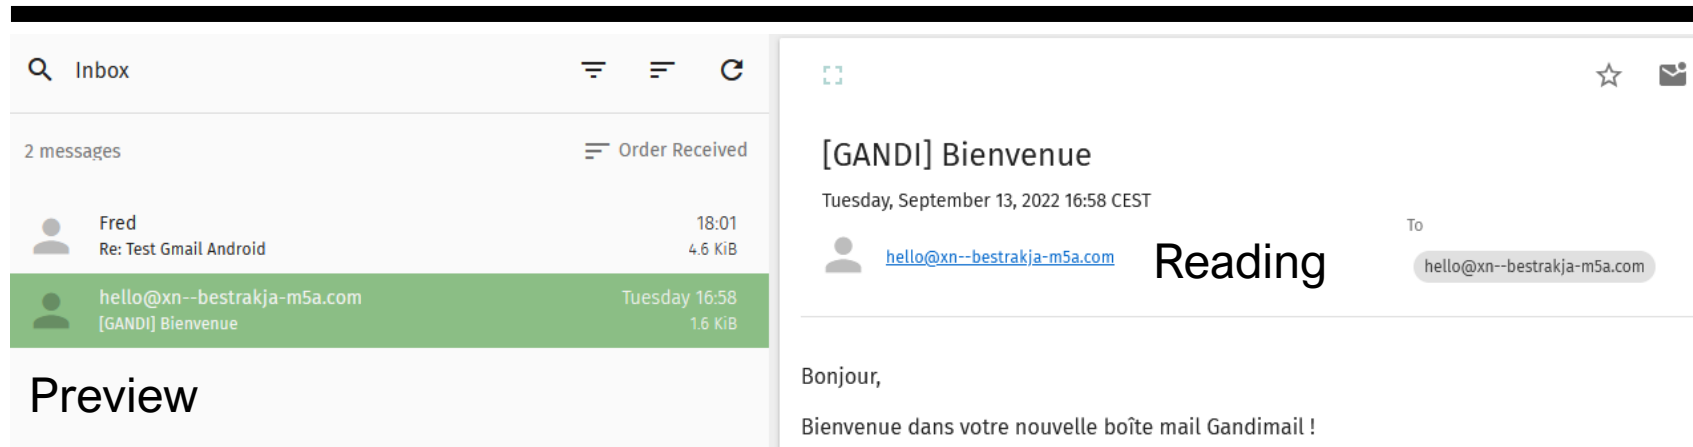 Inbox
2 messages
Order Received
Fred
18:01
Re: Test Gmail Android
4.6 KiB
hello@xn--bestrakja-m5a.com
Tuesday 16:58
[GANDI] Bienvenue
1.6 KiB
Preview
[GANDI] Bienvenue
Tuesday, September 13, 2022 16:58 CEST
To
hello@xn--bestrakja-m5a.com
Reading
hello@xn--bestrakja-m5a.com
Bonjour,
Bienvenue dans votre nouvelle boîte mail Gandimail !